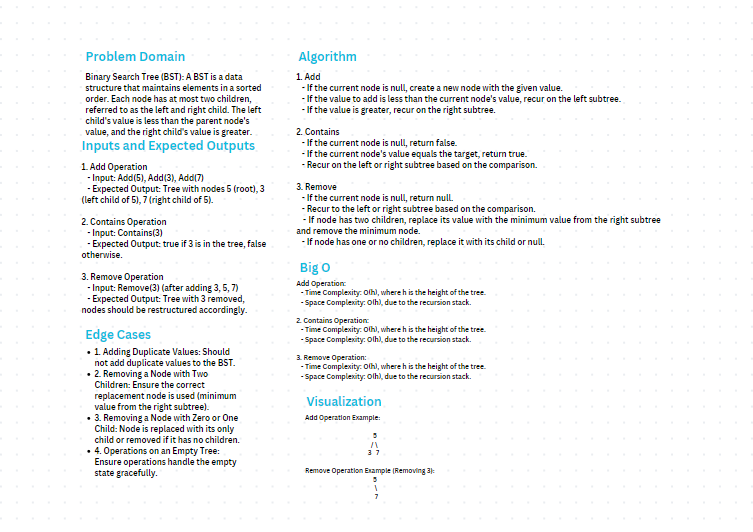 Problem Domain
Binary Search Tree (BST): A BST is a data
structure that maintains elements in a sorted
order. Each node has at most two children,
referred to as the left and right child. The left
child's value is less than the parent node's
value, and the right child's value is greater.
Inputs and Expected Outputs
1. Add Operation
- Input: Add(5), Add(3), Add(7)
- Expected Output: Tree with nodes 5 (root), 3
(left child of 5), 7 (right child of 5).
2. Contains Operation
- Input: Contains(3)
- Expected Output: true if 3 is in the tree, false
otherwise.
3. Remove Operation
- Input: Remove(3) (after adding 3, 5, 7)
- Expected Output: Tree with 3 removed,
nodes should be restructured accordingly.
Edge Cases
• 1. Adding Duplicate Values: Should
not add duplicate values to the BST.
• 2. Removing a Node with Two
Children: Ensure the correct
replacement node is used (minimum
value from the right subtree).
• 3. Removing a Node with Zero or One
Child: Node is replaced with its only
child or removed if it has no children.
• 4. Operations on an Empty Tree:
Ensure operations handle the empty
state gracefully.
Algorithm
1. Add
- If the current node is null, create a new node with the given value.
- If the value to add is less than the current node's value, recur on the left subtree.
- If the value is greater, recur on the right subtree.
2. Contains
- If the current node is null, return false.
- If the current node's value equals the target, return true.
- Recur on the left or right subtree based on the comparison.
3. Remove
- If the current node is null, return null.
- Recur to the left or right subtree based on the comparison.
- If node has two children, replace its value with the minimum value from the right subtree
and remove the minimum node.
- If node has one or no children, replace it with its child or null.
Big O
Add Operation:
- Time Complexity: O(h), where h is the height of the tree.
- Space Complexity: O(h), due to the recursion stack.
2. Contains Operation:
- Time Complexity: O(h), where h is the height of the tree.
- Space Complexity: O(h), due to the recursion stack.
3. Remove Operation:
- Time Complexity: O(h), where h is the height of the tree.
- Space Complexity: O(h), due to the recursion stack.
Visualization
Add Operation Example:
5
/ \
3 7
Remove Operation Example (Removing 3):
5
\
7